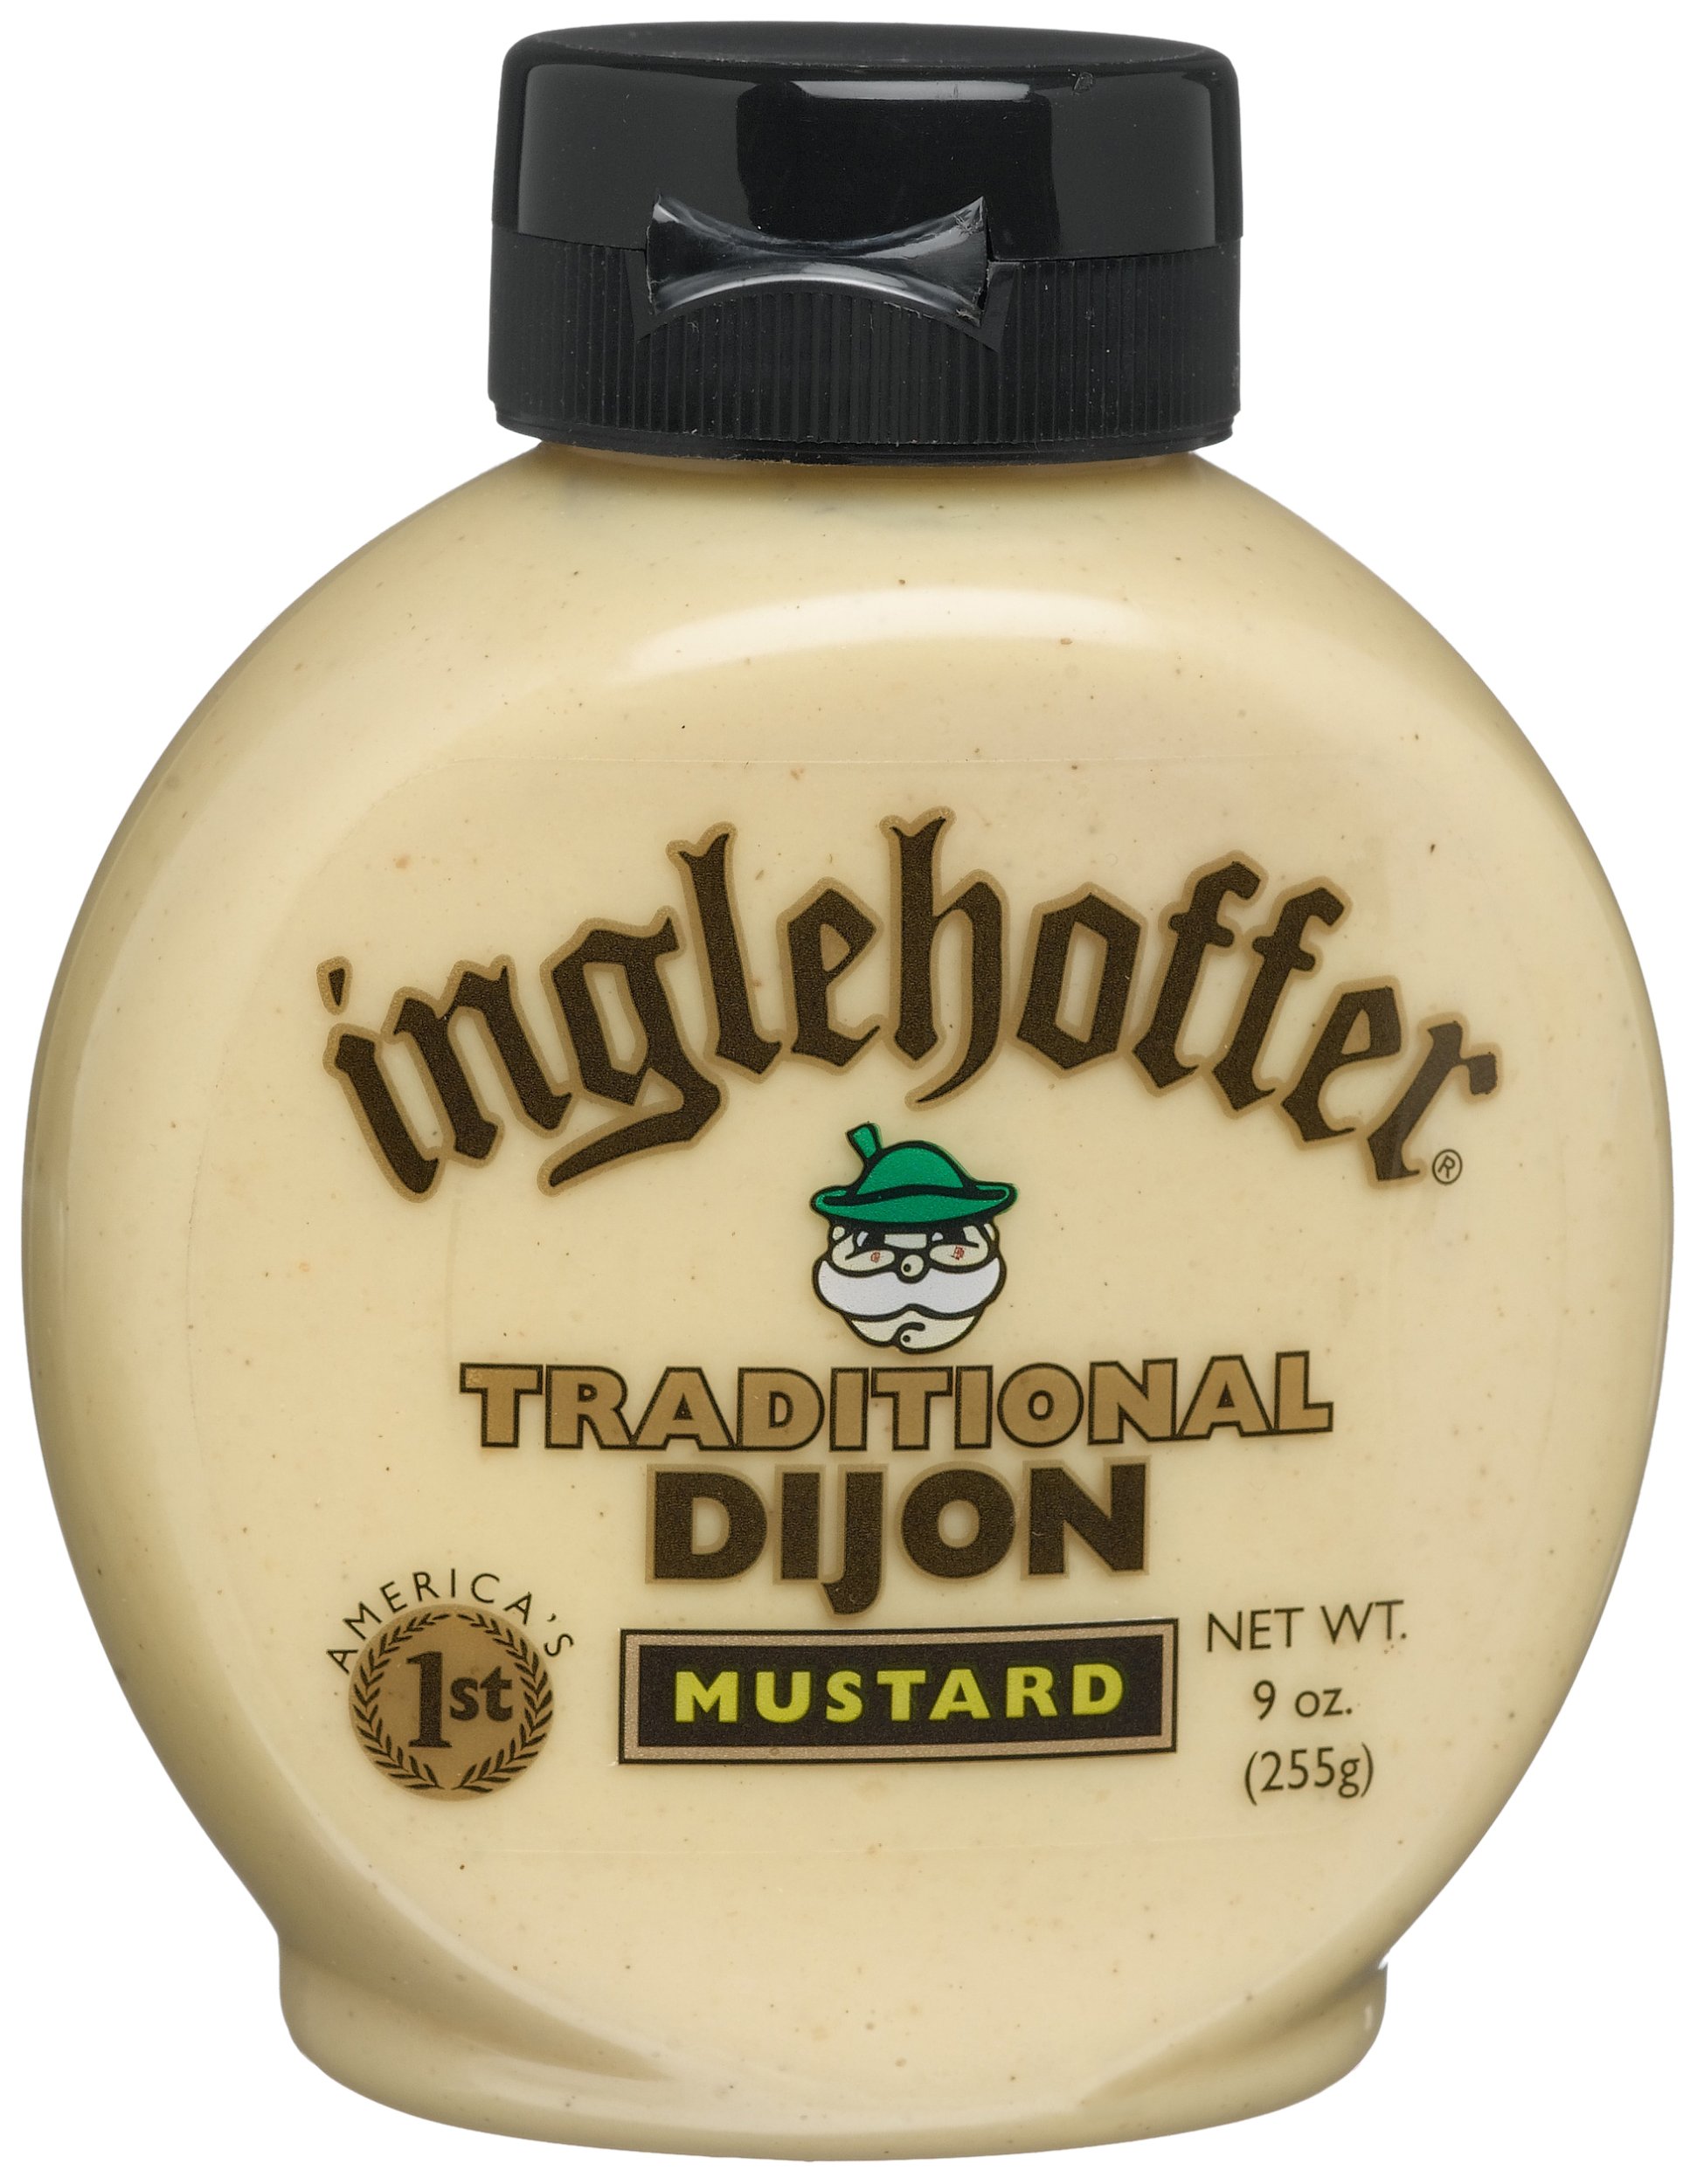 inglehoffer®
TRADITIONAL
DIJON
MUSTARD
AMERICA'S
1st
NET WT.
9 oz.
(255g)